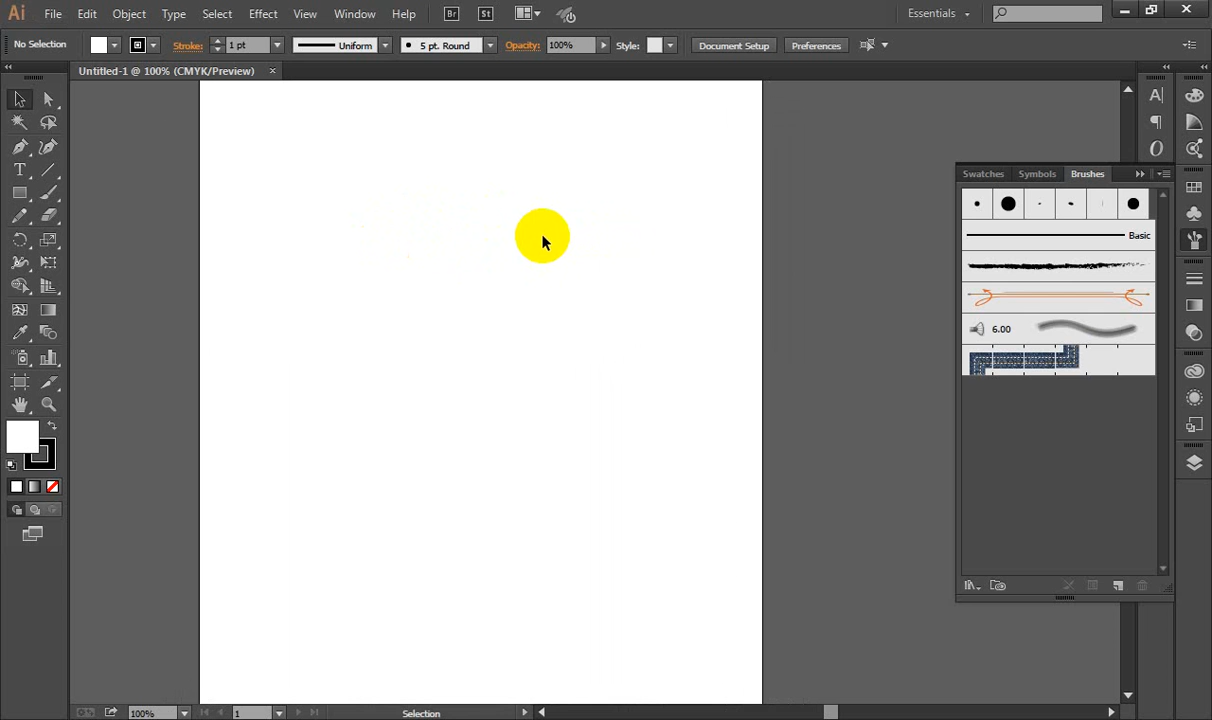 Ai File Edit Object Type Select Effect View Window Help Br St Essentials
No Selection Stroke: 1 pt Uniform 5 pt. Round Opacity: 100% Style: Document Setup Preferences
Untitled-1 @ 100% (CMYK/Preview)
Swatches Symbols Brushes
Basic
6.00
100% 1 Selection